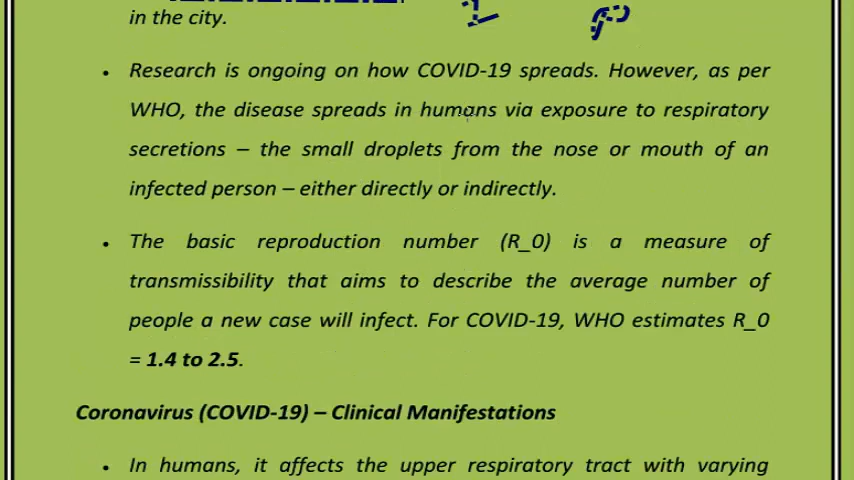 in the city.
• Research is ongoing on how COVID-19 spreads. However, as per
WHO, the disease spreads in humans via exposure to respiratory
secretions – the small droplets from the nose or mouth of an
infected person – either directly or indirectly.
• The basic reproduction number (R_0) is a measure of
transmissibility that aims to describe the average number of
people a new case will infect. For COVID-19, WHO estimates R_0
= 1.4 to 2.5.
Coronavirus (COVID-19) – Clinical Manifestations
• In humans, it affects the upper respiratory tract with varying